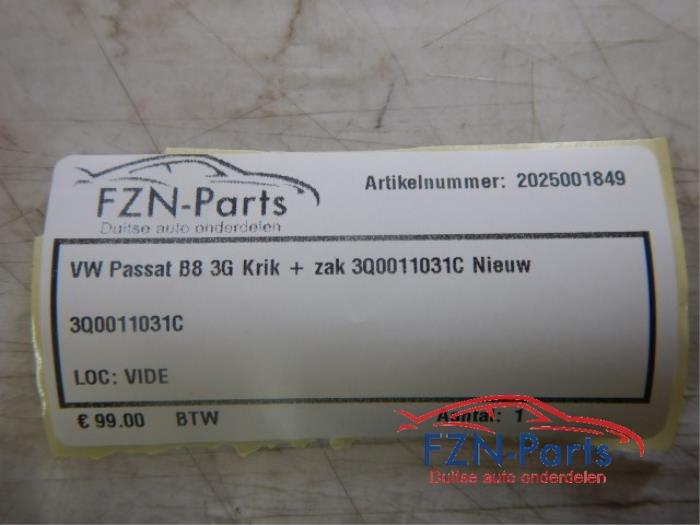 FZN-Parts
Duitse auto onderdelen
Artikelnummer: 2025001849
VW Passat B8 3G Krik + zak 3Q0011031C Nieuw
3Q0011031C
LOC: VIDE
€ 99.00 BTW
Aantal: 1
FZN-Parts
Duitse auto onderdelen